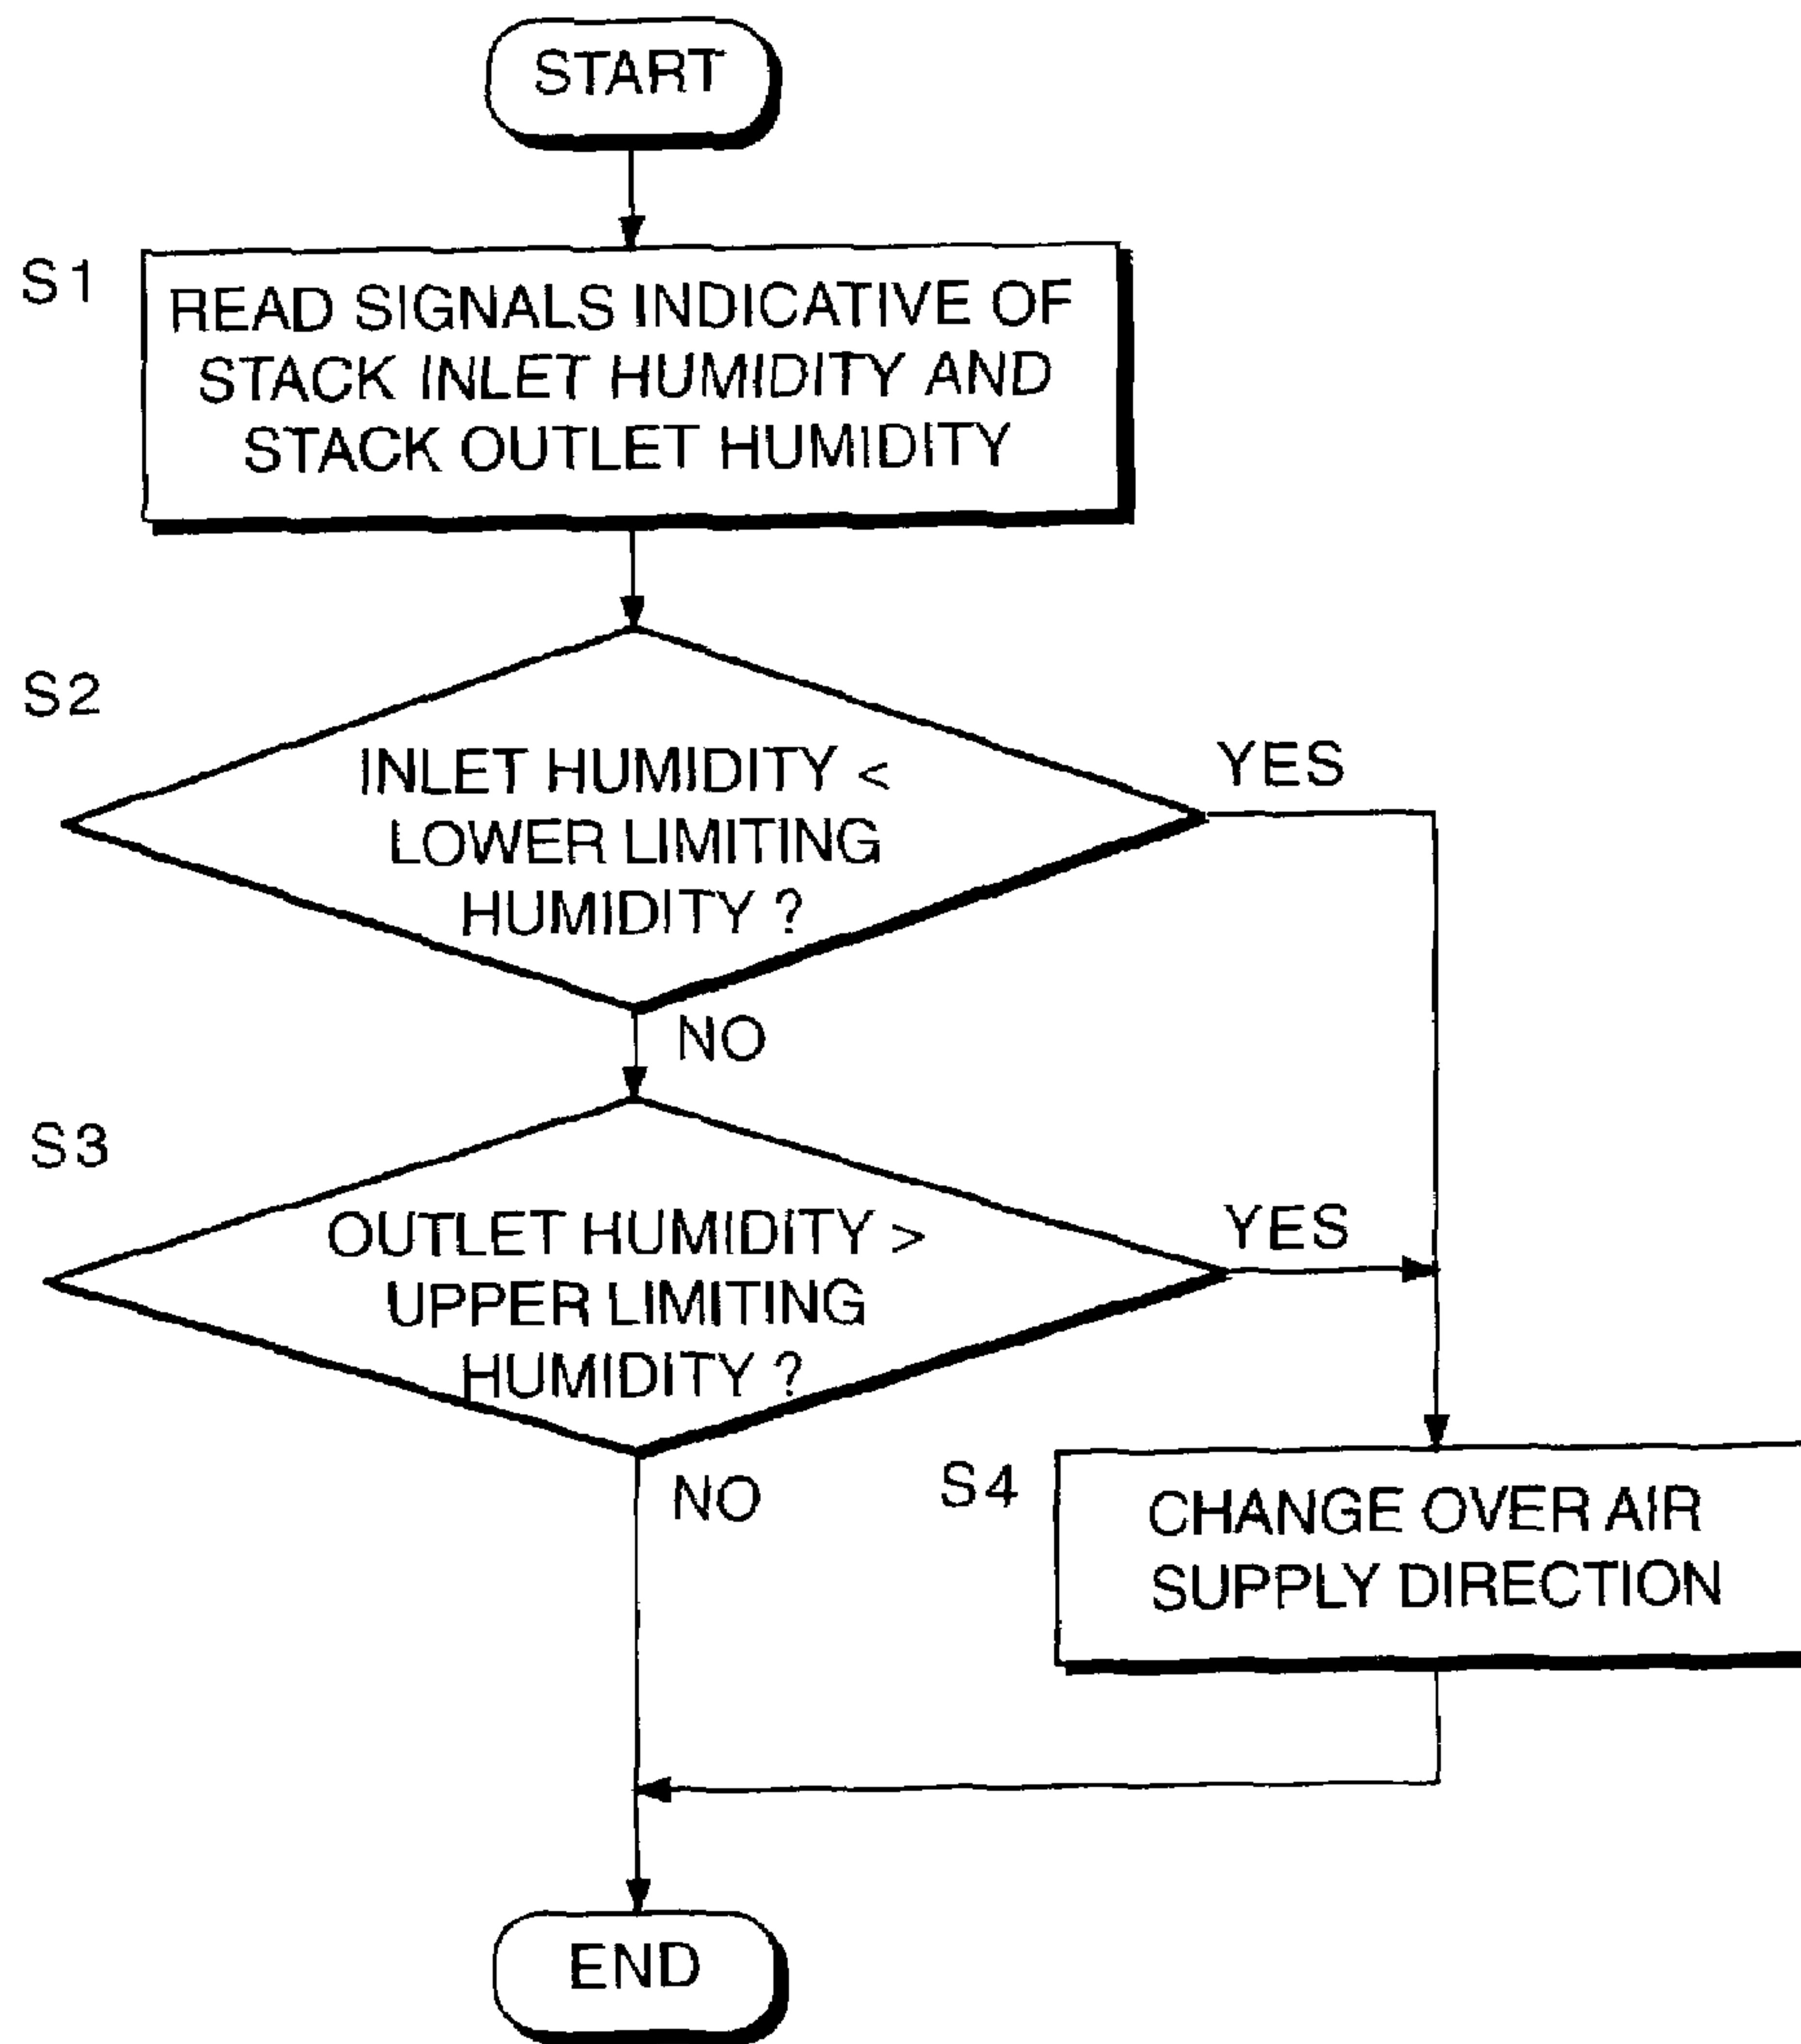 START
S1
READ SIGNALS INDICATIVE OF
STACK INLET HUMIDITY AND
STACK OUTLET HUMIDITY
S2
INLET HUMIDITY <
LOWER LIMITING
HUMIDITY ?
YES
NO
S3
OUTLET HUMIDITY >
UPPER LIMITING
HUMIDITY ?
YES
NO
S4
CHANGE OVER AIR
SUPPLY DIRECTION
END